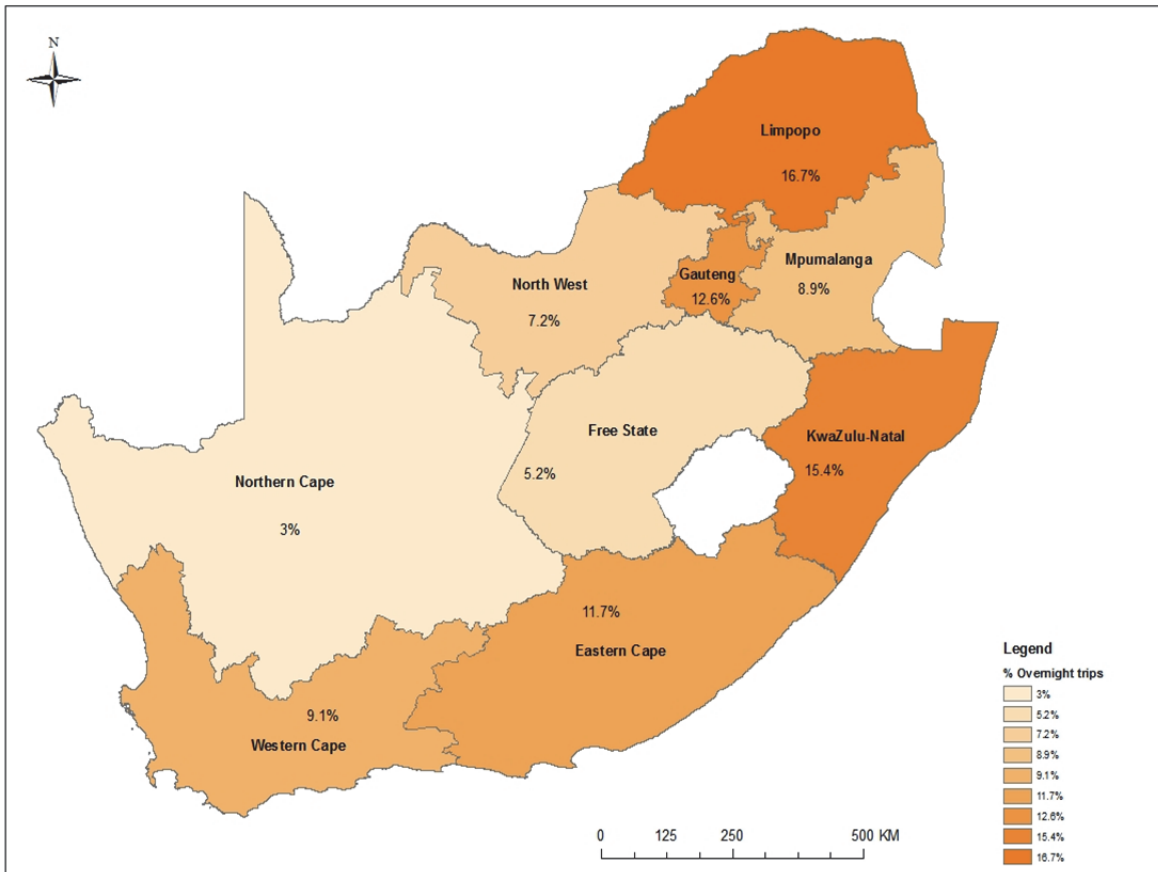 N
Limpopo
16.7%
Mpumalanga
8.9%
Gauteng
12.6%
North West
7.2%
Free State
5.2%
KwaZulu-Natal
15.4%
Northern Cape
3%
11.7%
Eastern Cape
9.1%
Western Cape
Legend
% Overnight trips
3%
5.2%
7.2%
8.9%
9.1%
11.7%
12.6%
15.4%
16.7%
0 125 250 500 KM